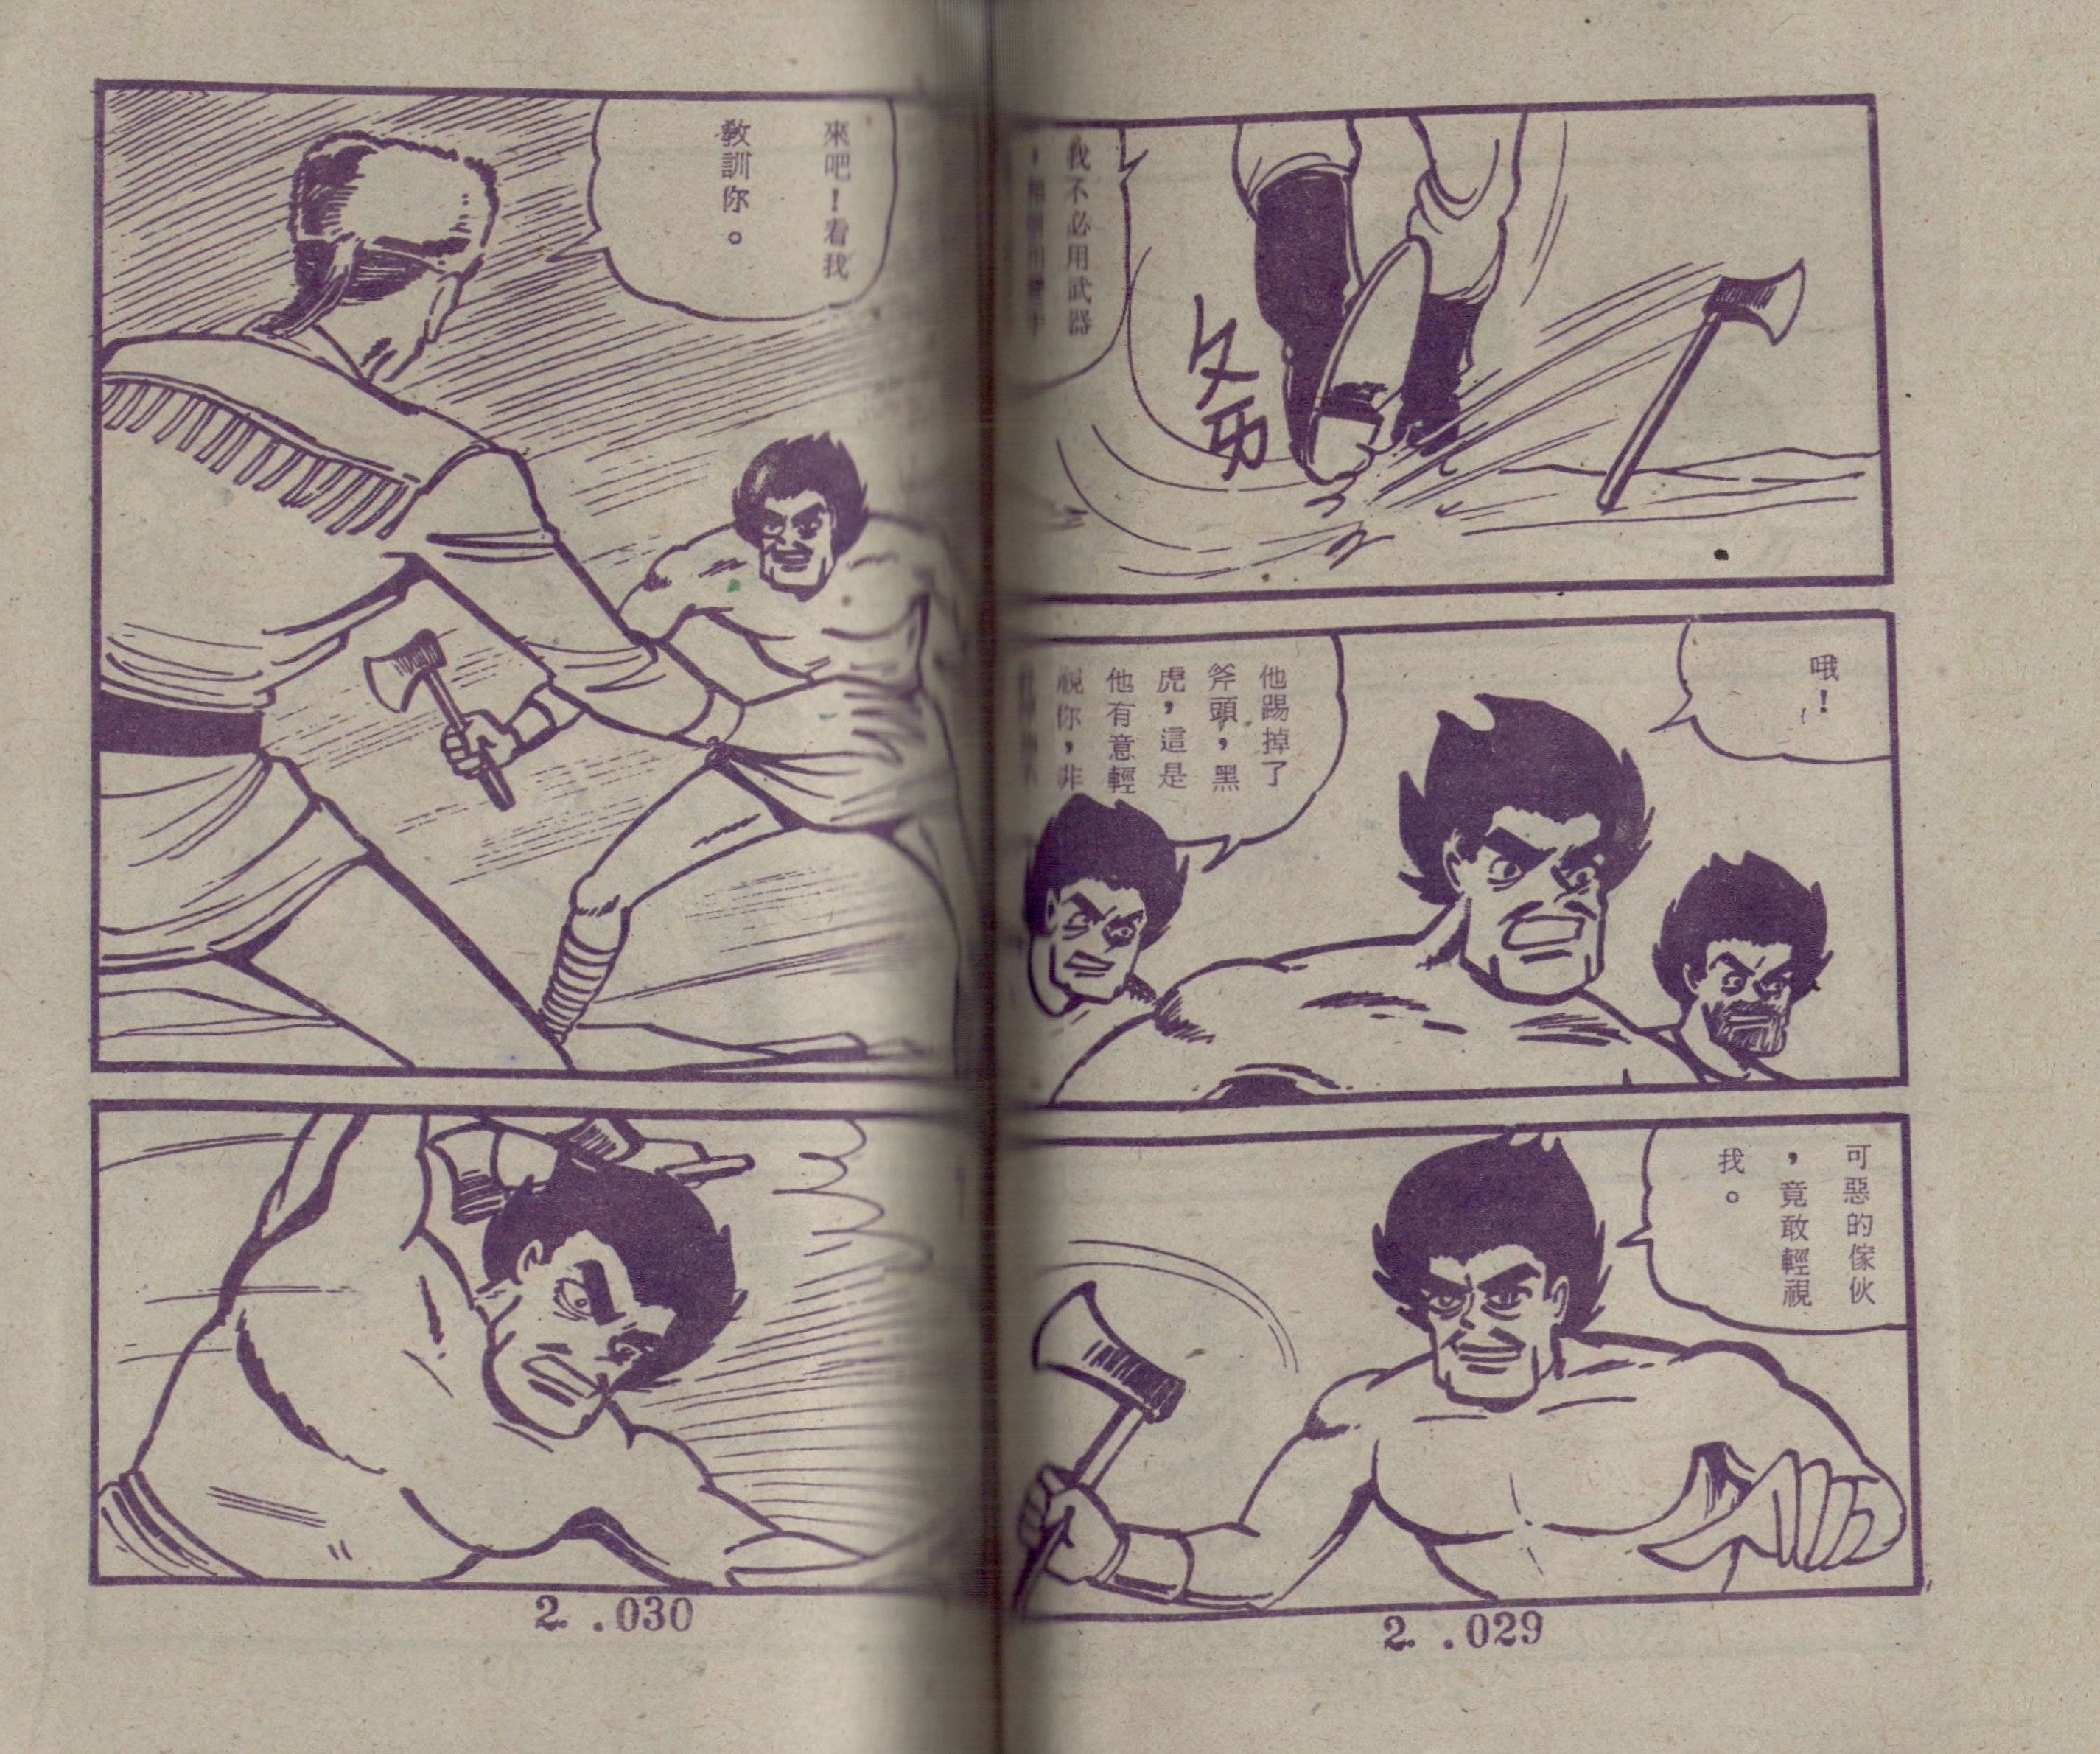 我不必用武器
ㄆㄞ
哦！
他踢掉了
斧頭，黑
虎，這是
他有意輕
視你，非
可惡的傢伙
，竟敢輕視
我。
2.029
來吧！看我
教訓你。
2.030